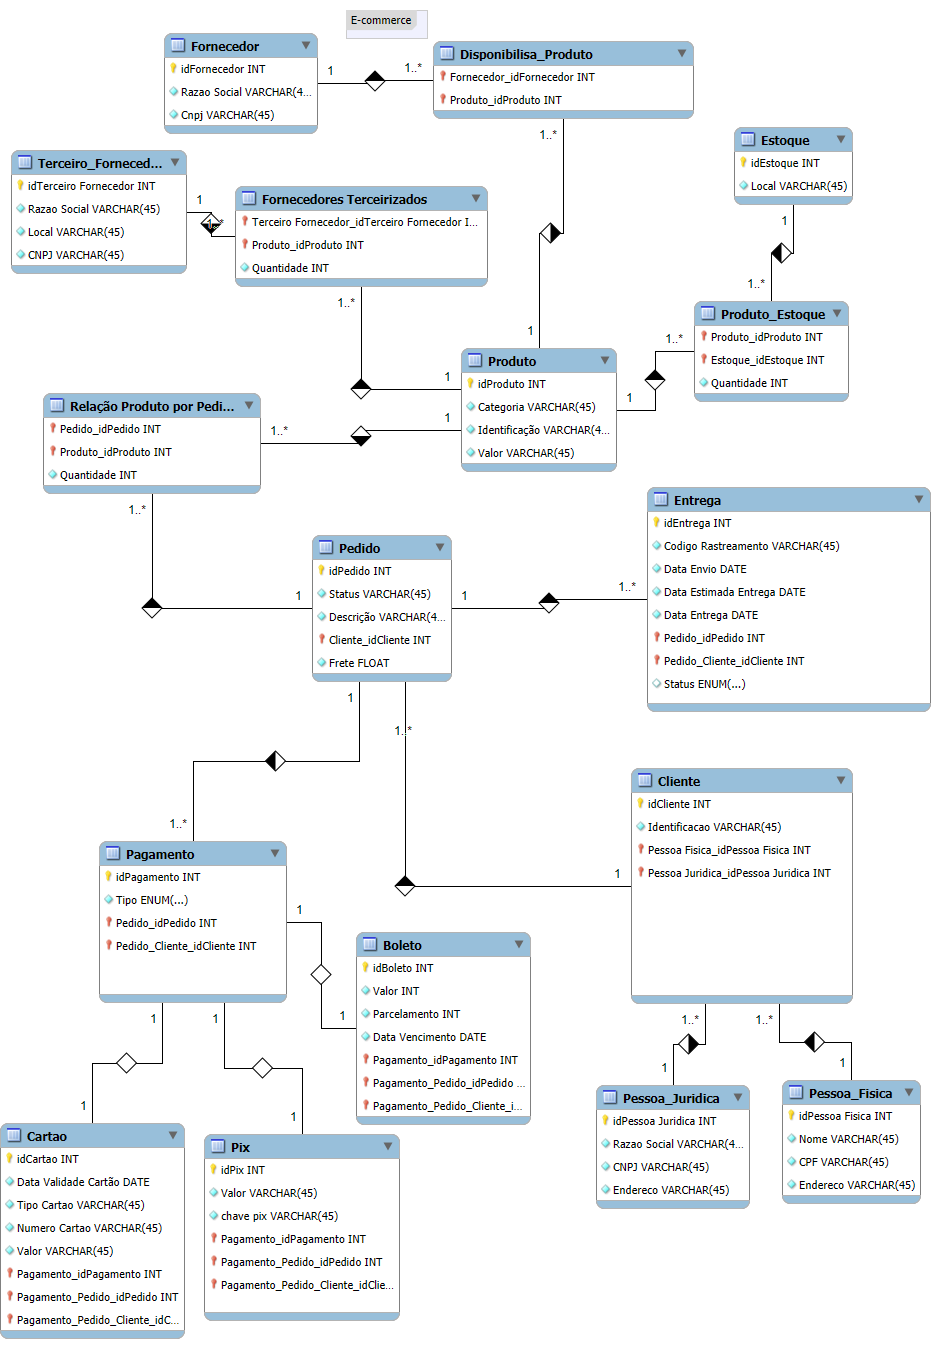 E-commerce
Fornecedor
idFornecedor INT
Razao Social VARCHAR(4...
Cnpj VARCHAR(45)
1
1..*
Disponibilisa_Produto
Fornecedor_idFornecedor INT
Produto_idProduto INT
1..*
1
Estoque
idEstoque INT
Local VARCHAR(45)
1
1..*
Terceiro_Forneced...
idTerceiro Fornecedor INT
Razao Social VARCHAR(45)
Local VARCHAR(45)
CNPJ VARCHAR(45)
1
1..*
Fornecedores Terceirizados
Terceiro Fornecedor_idTerceiro Fornecedor I...
Produto_idProduto INT
Quantidade INT
1..*
1
Produto_Estoque
Produto_idProduto INT
Estoque_idEstoque INT
Quantidade INT
1..*
1
Produto
idProduto INT
Categoria VARCHAR(45)
Identificação VARCHAR(4...
Valor VARCHAR(45)
Relação Produto por Pedi...
Pedido_idPedido INT
Produto_idProduto INT
Quantidade INT
1..*
1
1..*
1
Entrega
idEntrega INT
Codigo Rastreamento VARCHAR(45)
Data Envio DATE
Data Estimada Entrega DATE
Data Entrega DATE
Pedido_idPedido INT
Pedido_Cliente_idCliente INT
Status ENUM(...)
Pedido
idPedido INT
Status VARCHAR(45)
Descrição VARCHAR(4...
Cliente_idCliente INT
Frete FLOAT
1
1..*
1
1..*
1..*
1
Cliente
idCliente INT
Identificacao VARCHAR(45)
Pessoa Fisica_idPessoa Fisica INT
Pessoa Juridica_idPessoa Juridica INT
Pagamento
idPagamento INT
Tipo ENUM(...)
Pedido_idPedido INT
Pedido_Cliente_idCliente INT
1
1
Boleto
idBoleto INT
Valor INT
Parcelamento INT
Data Vencimento DATE
Pagamento_idPagamento INT
Pagamento_Pedido_idPedido ...
Pagamento_Pedido_Cliente_i...
1
1
1
1
1..*
1..*
1
1
Pessoa_Juridica
idPessoa Juridica INT
Razao Social VARCHAR(4...
CNPJ VARCHAR(45)
Endereco VARCHAR(45)
Pessoa_Fisica
idPessoa Fisica INT
Nome VARCHAR(45)
CPF VARCHAR(45)
Endereco VARCHAR(45)
Cartao
idCartao INT
Data Validade Cartão DATE
Tipo Cartao VARCHAR(45)
Numero Cartao VARCHAR(45)
Valor VARCHAR(45)
Pagamento_idPagamento INT
Pagamento_Pedido_idPedido INT
Pagamento_Pedido_Cliente_idC...
Pix
idPix INT
Valor VARCHAR(45)
chave pix VARCHAR(45)
Pagamento_idPagamento INT
Pagamento_Pedido_idPedido INT
Pagamento_Pedido_Cliente_idClie...